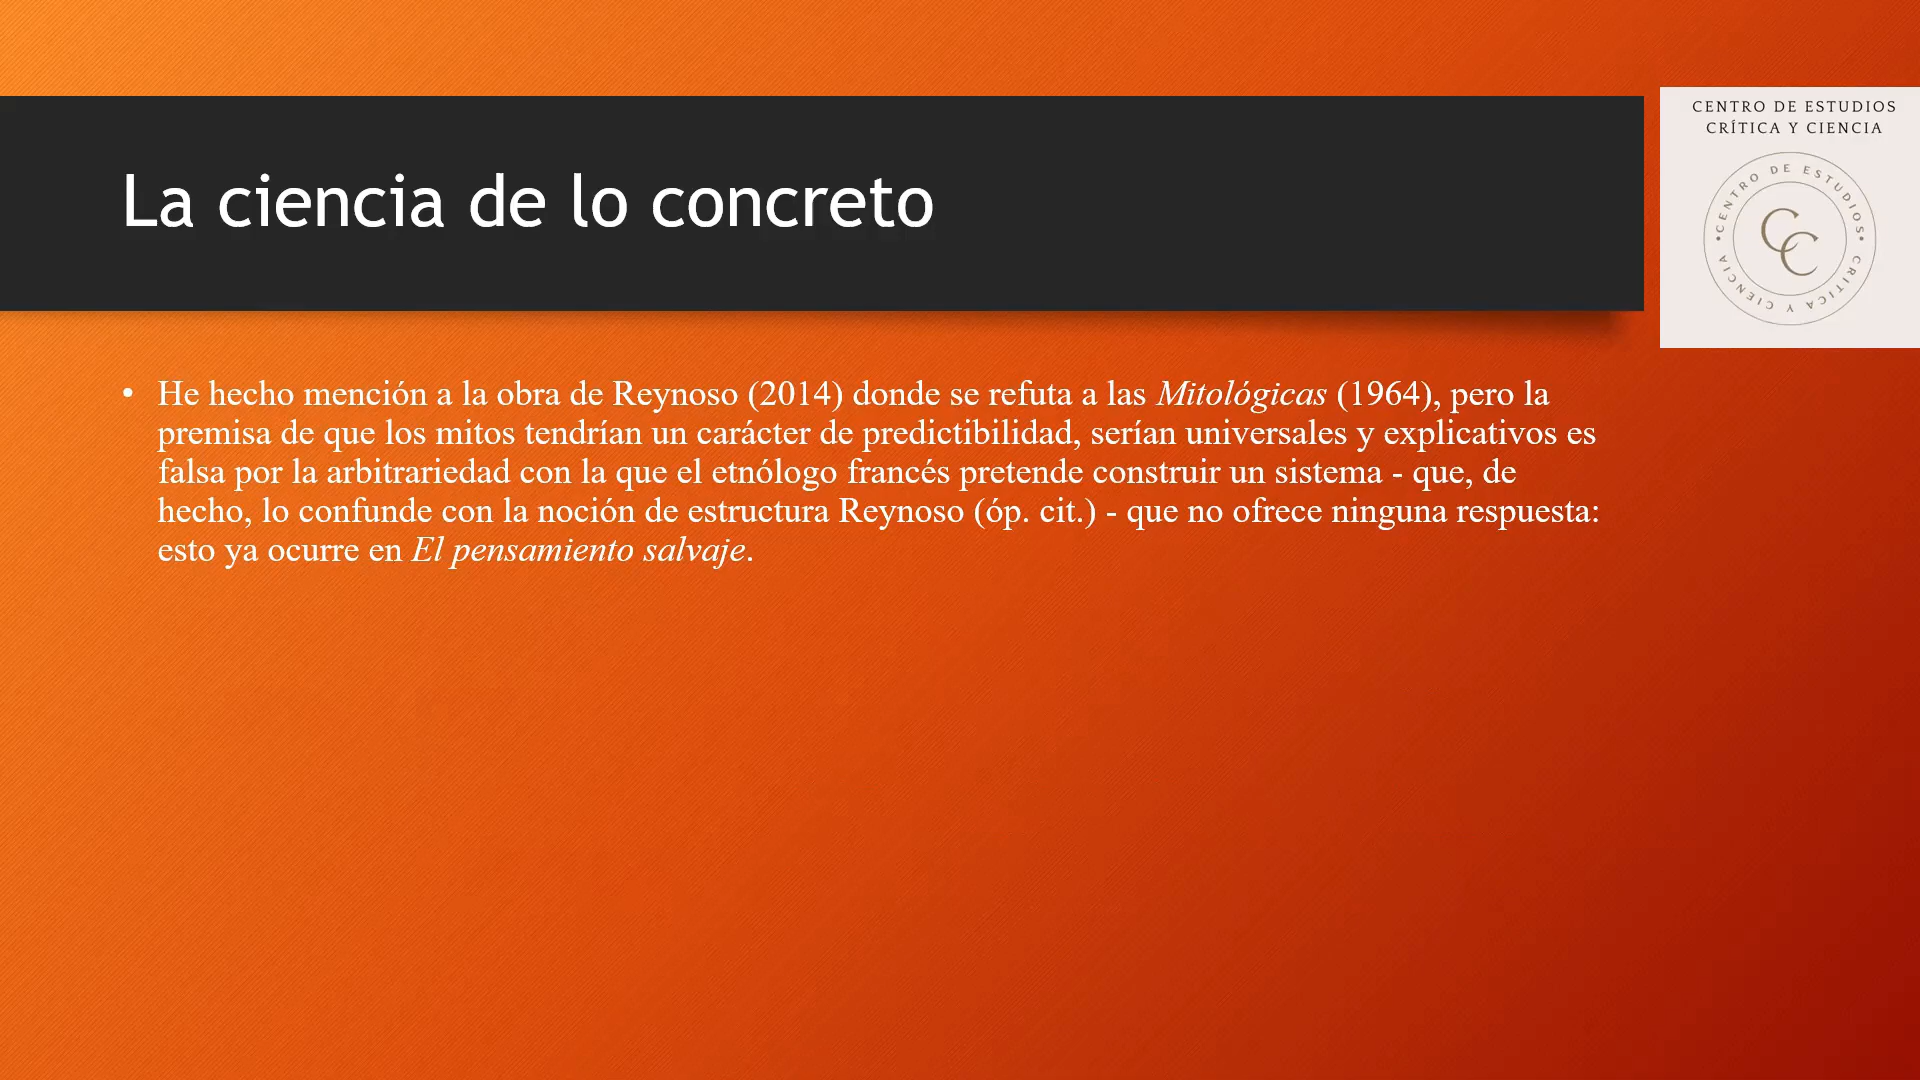 CENTRO DE ESTUDIOS
CRÍTICA Y CIENCIA
•CENTRO DE ESTUDIOS•
CRITICA Y CIENCIA
CC
La ciencia de lo concreto
• He hecho mención a la obra de Reynoso (2014) donde se refuta a las Mitológicas (1964), pero la
premisa de que los mitos tendrían un carácter de predictibilidad, serían universales y explicativos es
falsa por la arbitrariedad con la que el etnólogo francés pretende construir un sistema - que, de
hecho, lo confunde con la noción de estructura Reynoso (óp. cit.) - que no ofrece ninguna respuesta:
esto ya ocurre en El pensamiento salvaje.